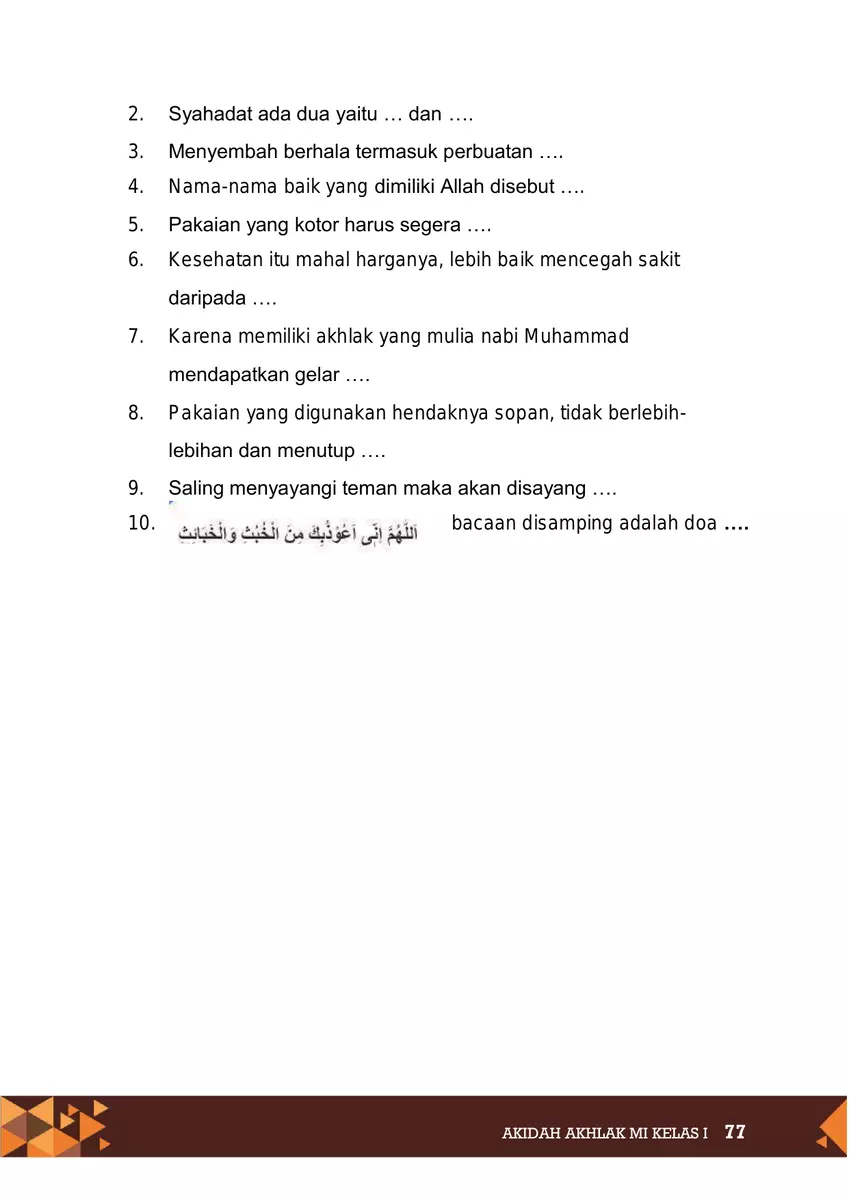 2. Syahadat ada dua yaitu … dan ….
3. Menyembah berhala termasuk perbuatan ….
4. Nama-nama baik yang dimiliki Allah disebut ….
5. Pakaian yang kotor harus segera ….
6. Kesehatan itu mahal harganya, lebih baik mencegah sakit
daripada ….
7. Karena memiliki akhlak yang mulia nabi Muhammad
mendapatkan gelar ….
8. Pakaian yang digunakan hendaknya sopan, tidak berlebih-
lebihan dan menutup ….
9. Saling menyayangi teman maka akan disayang ….
10. اَللَّهُمَّ اِنِّى اَعُوْذُبِكَ مِنَ الْخُبُثِ وَالْخَبَائِثِ bacaan disamping adalah doa ….
AKIDAH AKHLAK MI KELAS I 77